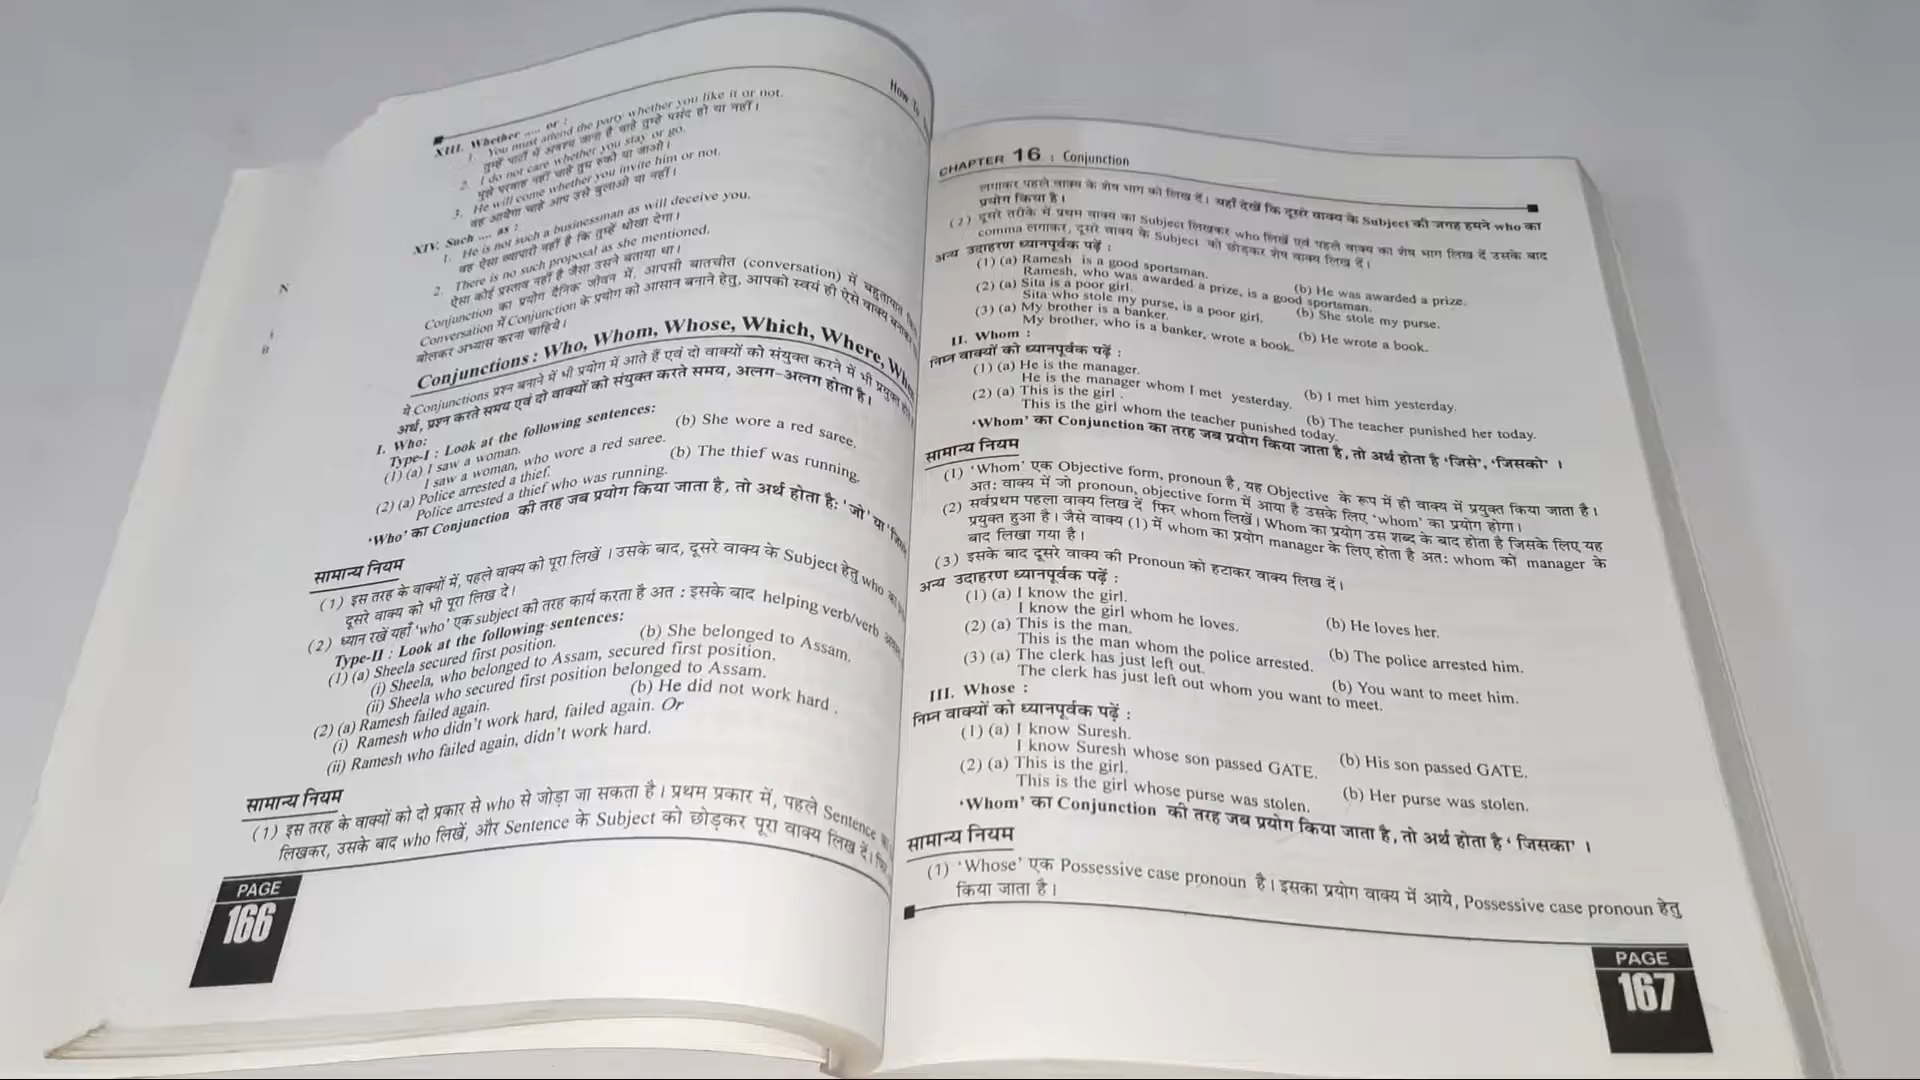 How To
XIII. Whether ..... or :
1. You must attend the party whether you like it or not.
तुम्हें पार्टी में अवश्य जाना है चाहे तुम्हे पसंद हो या नहीं।
2. I do not care whether you stay or go.
मुझे परवाह नहीं चाहे तुम रुको या जाओ।
3. He will come whether you invite him or not.
वह आयेगा चाहे आप उसे बुलाओ या नहीं।
XIV. Such .... as :
1. He is not such a businessman as will deceive you.
वह ऐसा व्यापारी नहीं है कि तुम्हें धोखा देगा।
2. There is no such proposal as she mentioned.
ऐसा कोई प्रस्ताव नहीं है जैसा उसने बताया था।
Conjunction का प्रयोग दैनिक जीवन में, आपसी बातचीत (conversation) में बहुतायात
Conversation में Conjunction के प्रयोग को आसान बनाने हेतु, आपको स्वयं ही ऐसे वाक्य बनाकर
बोलकर अभ्यास करना चाहिये।
Conjunctions : Who, Whom, Whose, Which, Where,
ये Conjunctions प्रश्न बनाने में भी प्रयोग में आते हैं एवं दो वाक्यों को संयुक्त करने में भी प्रयुक्त
अर्थ, प्रश्न करते समय एवं दो वाक्यों को संयुक्त करते समय, अलग-अलग होता है।
I. Who:
Type-I : Look at the following sentences:
(1) (a) I saw a woman. (b) She wore a red saree.
I saw a woman, who wore a red saree.
(2) (a) Police arrested a thief. (b) The thief was running.
Police arrested a thief who was running.
'Who' का Conjunction की तरह जब प्रयोग किया जाता है, तो अर्थ होता है: 'जो' या
सामान्य नियम
(1) इस तरह के वाक्यों में, पहले वाक्य को पूरा लिखें। उसके बाद, दूसरे वाक्य के Subject हेतु who का
दूसरे वाक्य को भी पूरा लिख दे।
(2) ध्यान रखें यहाँ 'who' एक subject की तरह कार्य करता है अत : इसके बाद helping verb/verb
Type-II : Look at the following sentences:
(1) (a) Sheela secured first position. (b) She belonged to Assam.
(i) Sheela, who belonged to Assam, secured first position.
(ii) Sheela who secured first position belonged to Assam.
(2) (a) Ramesh failed again. (b) He did not work hard .
(i) Ramesh who didn't work hard, failed again. Or
(ii) Ramesh who failed again, didn't work hard.
सामान्य नियम
(1) इस तरह के वाक्यों को दो प्रकार से who से जोड़ा जा सकता है। प्रथम प्रकार में, पहले Sentence का
लिखकर, उसके बाद who लिखें, और Sentence के Subject को छोड़कर पूरा वाक्य लिख दें।
PAGE
166
CHAPTER 16 : Conjunction
लगाकर पहले वाक्य के शेष भाग को लिख दें। यहाँ देखें कि दूसरे वाक्य के Subject की जगह हमने who का
प्रयोग किया है।
(2) दूसरे तरीके में प्रथम वाक्य का Subject लिखकर who लिखें एवं पहले वाक्य का शेष भाग लिख दें उसके बाद
comma लगाकर, दूसरे वाक्य के Subject को छोड़कर शेष वाक्य लिख दें।
अन्य उदाहरण ध्यानपूर्वक पढ़ें :
(1) (a) Ramesh is a good sportsman. (b) He was awarded a prize.
Ramesh, who was awarded a prize, is a good sportsman.
(2) (a) Sita is a poor girl. (b) She stole my purse.
Sita who stole my purse, is a poor girl.
(3) (a) My brother is a banker. (b) He wrote a book.
My brother, who is a banker, wrote a book.
II. Whom :
निम्न वाक्यों को ध्यानपूर्वक पढ़ें :
(1) (a) He is the manager. (b) I met him yesterday.
He is the manager whom I met yesterday.
(2) (a) This is the girl . (b) The teacher punished her today.
This is the girl whom the teacher punished today.
'Whom' का Conjunction का तरह जब प्रयोग किया जाता है, तो अर्थ होता है 'जिसे', 'जिसको' ।
सामान्य नियम
(1) 'Whom' एक Objective form, pronoun है, यह Objective के रूप में ही वाक्य में प्रयुक्त किया जाता है।
अत: वाक्य में जो pronoun, objective form में आया है उसके लिए 'whom' का प्रयोग होगा।
(2) सर्वप्रथम पहला वाक्य लिख दें फिर whom लिखें। Whom का प्रयोग उस शब्द के बाद होता है जिसके लिए यह
प्रयुक्त हुआ है। जैसे वाक्य (1) में whom का प्रयोग manager के लिए होता है अत: whom को manager के
बाद लिखा गया है।
(3) इसके बाद दूसरे वाक्य की Pronoun को हटाकर वाक्य लिख दें।
अन्य उदाहरण ध्यानपूर्वक पढ़ें :
(1) (a) I know the girl. (b) He loves her.
I know the girl whom he loves.
(2) (a) This is the man. (b) The police arrested him.
This is the man whom the police arrested.
(3) (a) The clerk has just left out. (b) You want to meet him.
The clerk has just left out whom you want to meet.
III. Whose :
निम्न वाक्यों को ध्यानपूर्वक पढ़ें :
(1) (a) I know Suresh. (b) His son passed GATE.
I know Suresh whose son passed GATE.
(2) (a) This is the girl. (b) Her purse was stolen.
This is the girl whose purse was stolen.
'Whom' का Conjunction की तरह जब प्रयोग किया जाता है, तो अर्थ होता है ' जिसका' ।
सामान्य नियम
(1) 'Whose' एक Possessive case pronoun है। इसका प्रयोग वाक्य में आये, Possessive case pronoun हेतु
किया जाता है।
PAGE
167